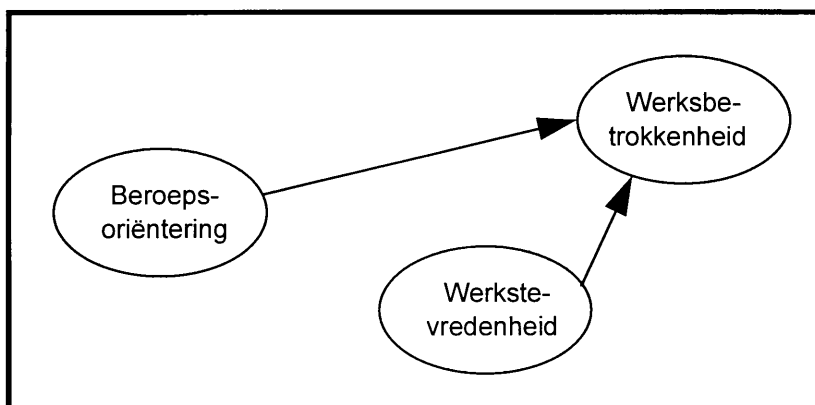 Werksbe-
trokkenheid
Beroeps-
oriëntering
Werkste-
vredenheid